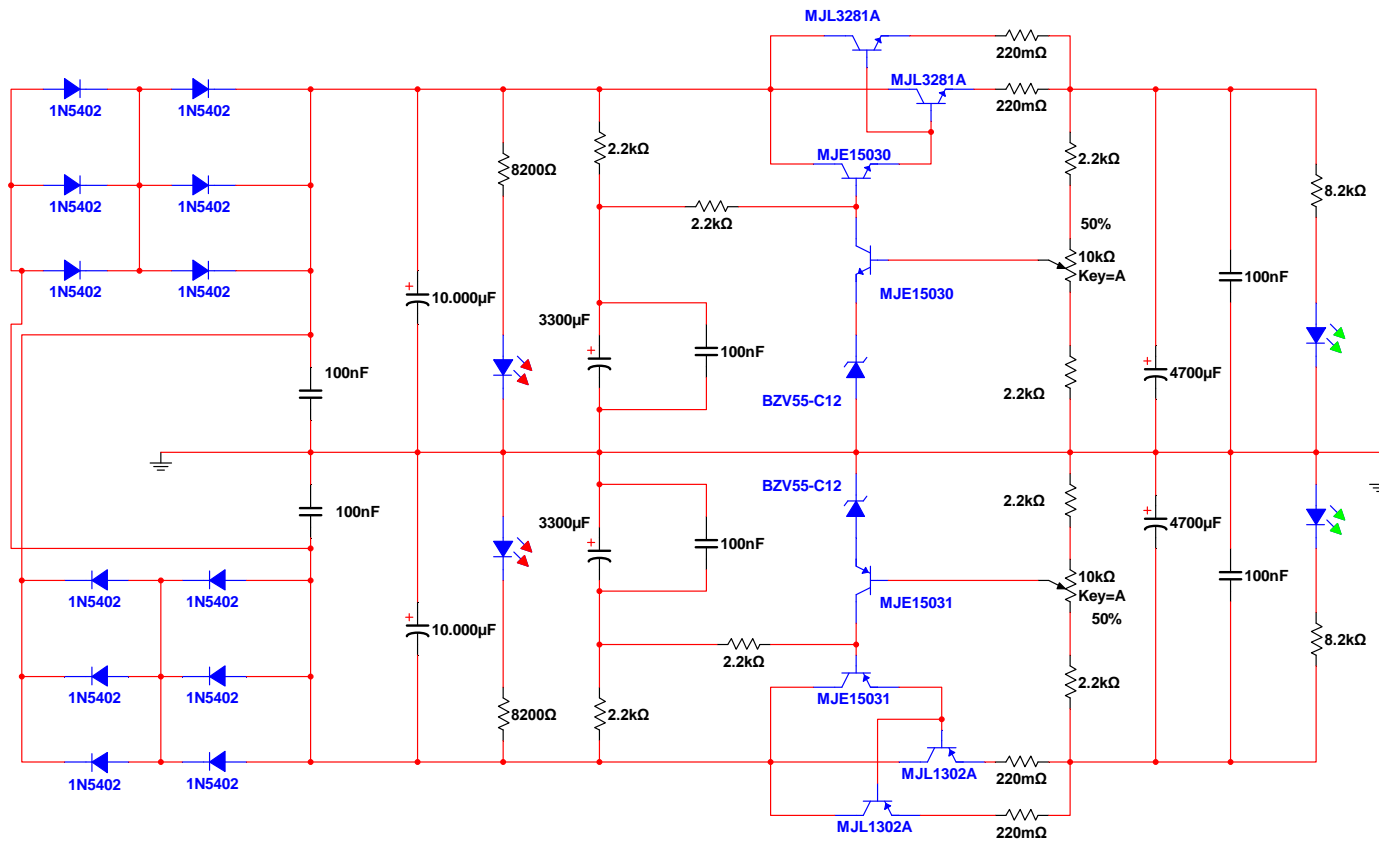 MJL3281A
220mΩ
MJL3281A
220mΩ
1N5402
1N5402
2.2kΩ
8200Ω
MJE15030
2.2kΩ
8.2kΩ
1N5402
1N5402
2.2kΩ
50%
10kΩ
Key=A
100nF
1N5402
1N5402
MJE15030
10.000µF
3300µF
100nF
100nF
4700µF
BZV55-C12
2.2kΩ
BZV55-C12
2.2kΩ
100nF
3300µF
4700µF
100nF
10kΩ
Key=A
100nF
1N5402
1N5402
MJE15031
50%
10.000µF
8.2kΩ
2.2kΩ
2.2kΩ
1N5402
1N5402
MJE15031
8200Ω
2.2kΩ
1N5402
1N5402
MJL1302A
220mΩ
MJL1302A
220mΩ